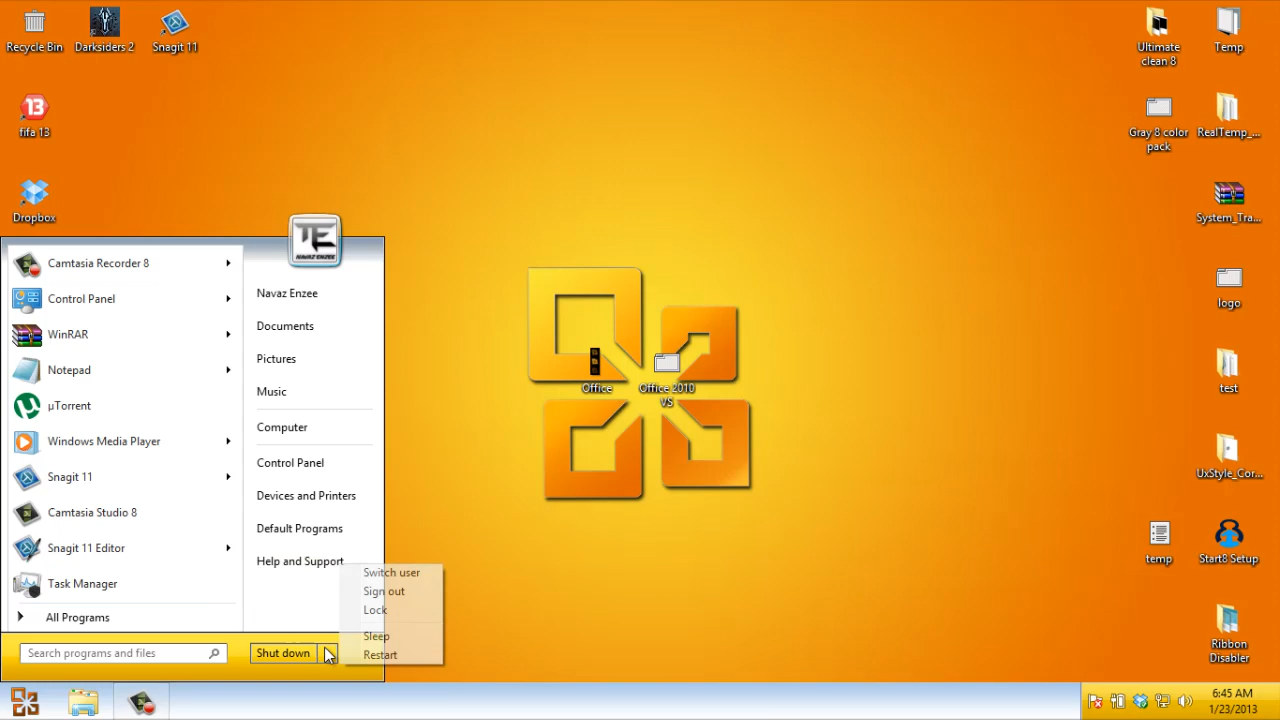 Recycle Bin
Darksiders 2
Snagit 11
13
fifa 13
Dropbox
Ultimate
clean 8
Temp
Gray 8 color
pack
RealTemp_...
System_Tra...
logo
test
UxStyle_Cor...
temp
Start8 Setup
Ribbon
Disabler
Office
Office 2010
VS
TE
NAVAZ ENZEE
Camtasia Recorder 8
Control Panel
WinRAR
Notepad
µTorrent
Windows Media Player
Snagit 11
Camtasia Studio 8
Snagit 11 Editor
Task Manager
All Programs
Search programs and files
Navaz Enzee
Documents
Pictures
Music
Computer
Control Panel
Devices and Printers
Default Programs
Help and Support
Shut down
Switch user
Sign out
Lock
Sleep
Restart
6:45 AM
1/23/2013